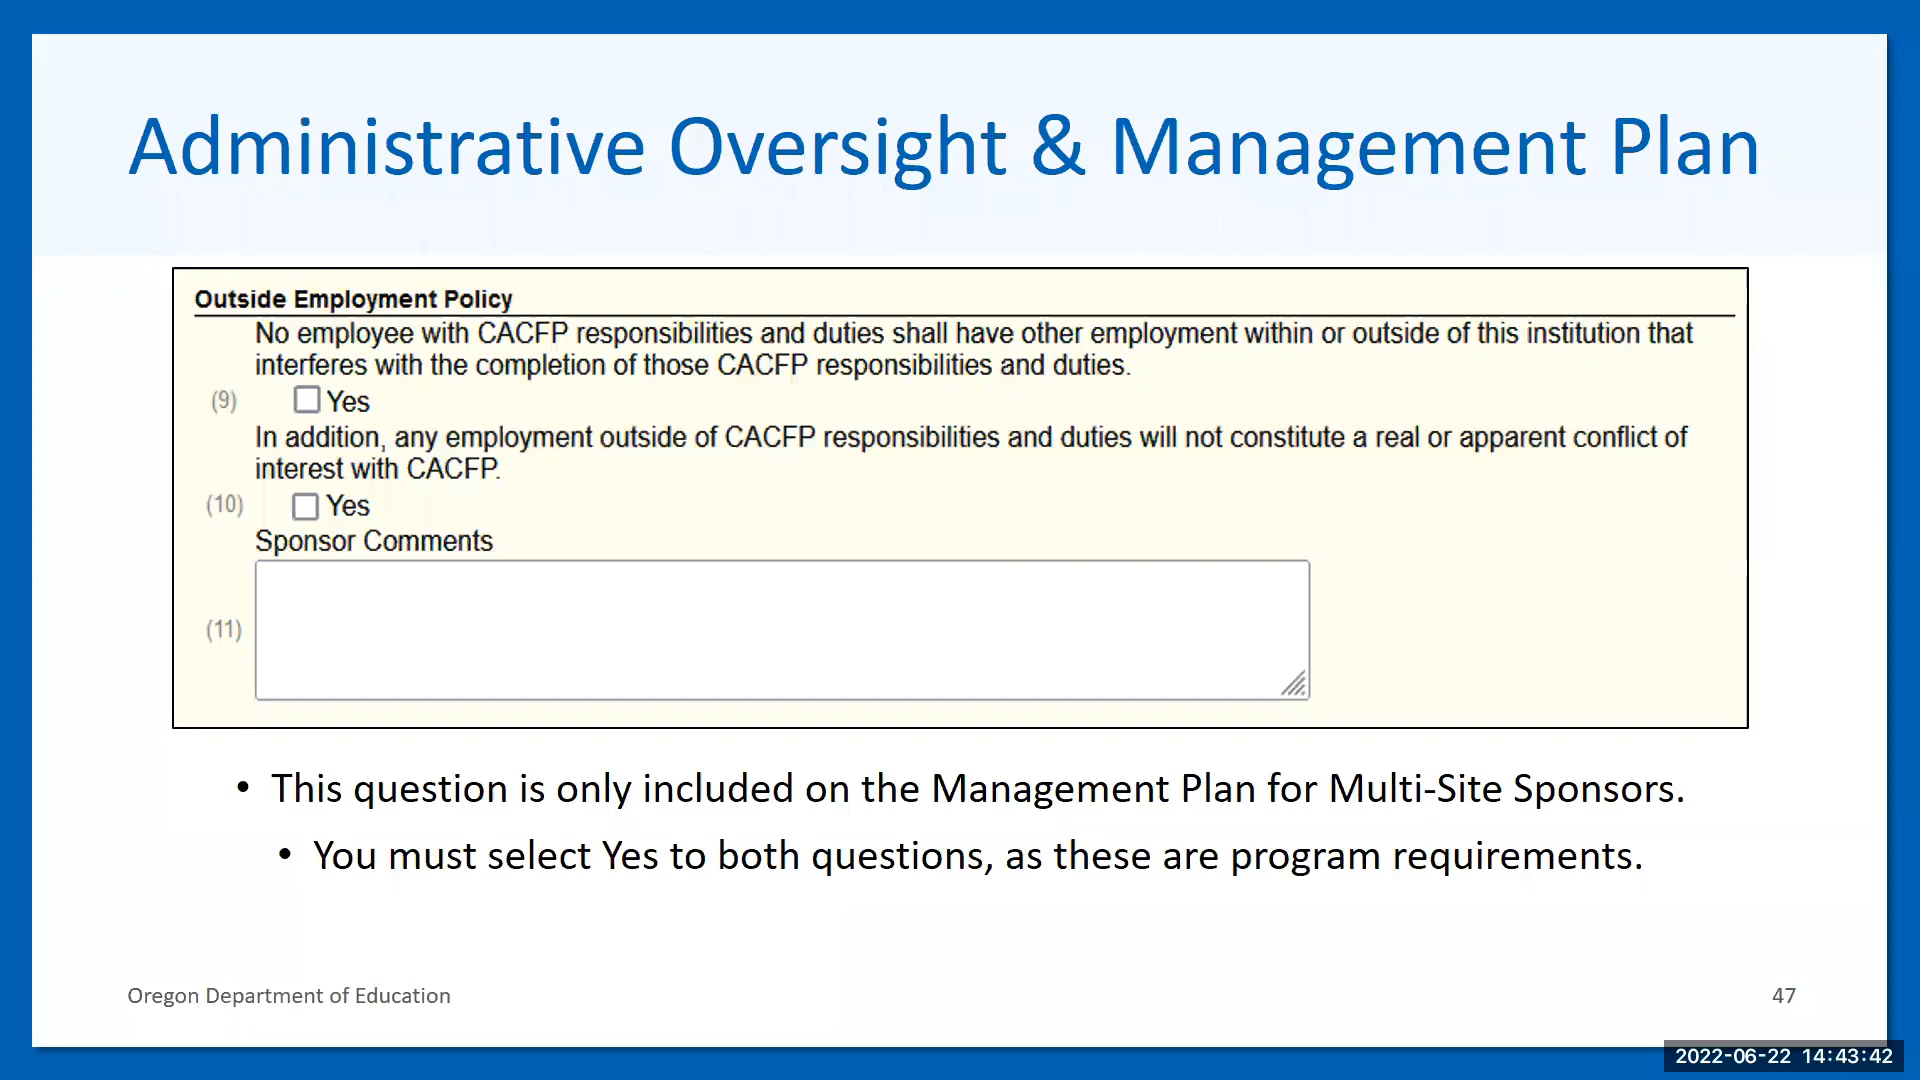 Administrative Oversight & Management Plan
Outside Employment Policy
No employee with CACFP responsibilities and duties shall have other employment within or outside of this institution that
interferes with the completion of those CACFP responsibilities and duties.
(9) Yes
In addition, any employment outside of CACFP responsibilities and duties will not constitute a real or apparent conflict of
interest with CACFP.
(10) Yes
Sponsor Comments
(11)
• This question is only included on the Management Plan for Multi-Site Sponsors.
• You must select Yes to both questions, as these are program requirements.
Oregon Department of Education
47
2022-06-22 14:43:42